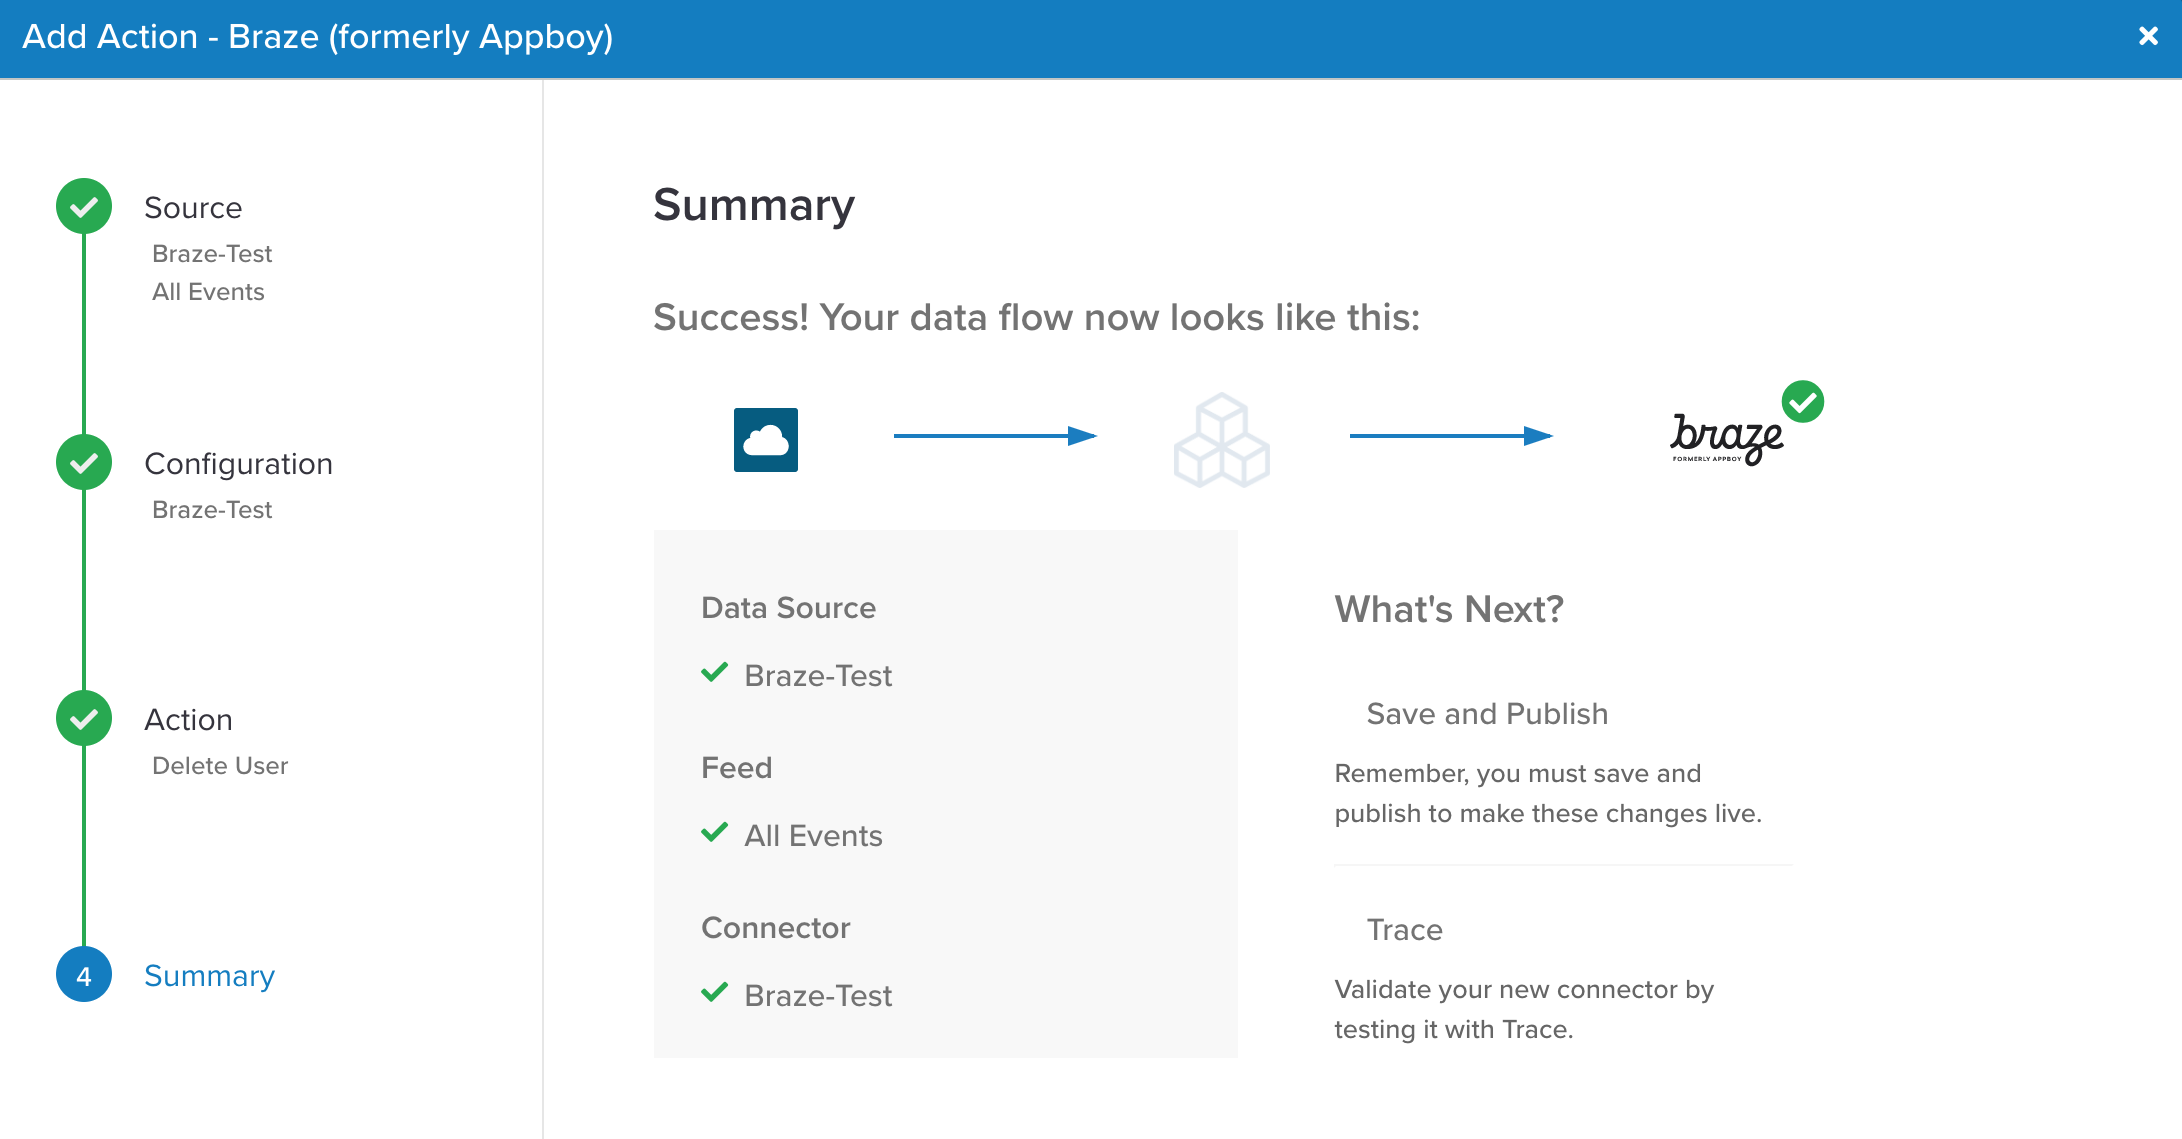 Add Action - Braze (formerly Appboy)
Source
Braze-Test
All Events
Configuration
Braze-Test
Action
Delete User
4
Summary
Summary
Success! Your data flow now looks like this:
braze
FORMERLY APPBOY
Data Source
Braze-Test
Feed
All Events
Connector
Braze-Test
What's Next?
Save and Publish
Remember, you must save and
publish to make these changes live.
Trace
Validate your new connector by
testing it with Trace.